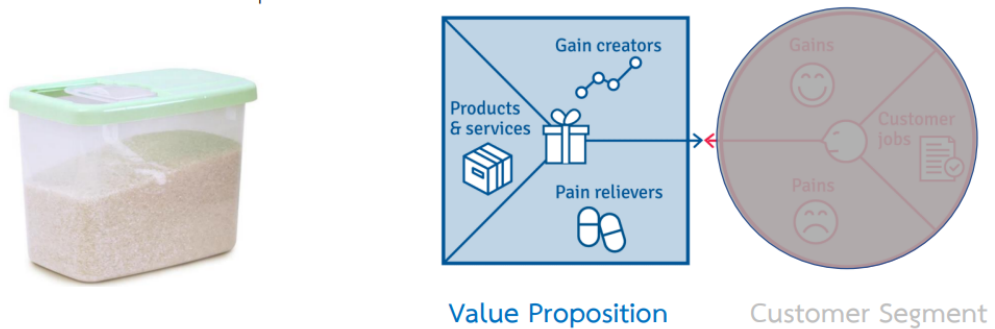 Gain creators
Products
& services
Pain relievers
Gains
Customer
jobs
Pains
Value Proposition
Customer Segment